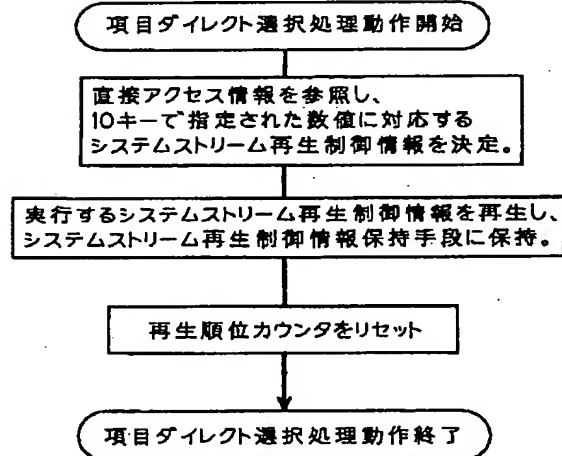 項目ダイレクト選択処理動作開始
直接アクセス情報を参照し、
10キーで指定された数値に対応する
システムストリーム再生制御情報を決定。
実行するシステムストリーム再生制御情報を再生し、
システムストリーム再生制御情報保持手段に保持。
再生順位カウンタをリセット
項目ダイレクト選択処理動作終了